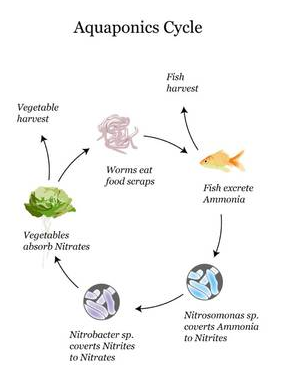 Aquaponics Cycle
Fish
harvest
Vegetable
harvest
Worms eat
food scraps
Fish excrete
Ammonia
Vegetables
absorb Nitrates
Nitrosomonas sp.
coverts Ammonia
to Nitrites
Nitrobacter sp.
coverts Nitrites
to Nitrates